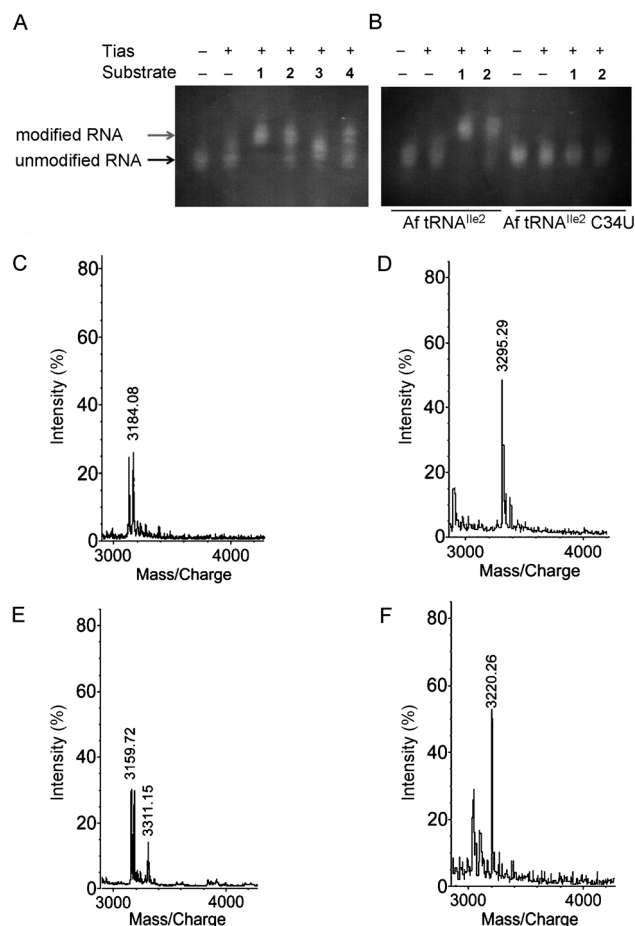 A
Tias – + + + + +
Substrate – – 1 2 3 4
modified RNA
unmodified RNA
B
– + + + – + + +
– – 1 2 – – 1 2
Af tRNAIle2 Af tRNAIle2 C34U
C
Intensity (%)
80
60
40
20
0
3184.08
3000 4000
Mass/Charge
D
Intensity (%)
80
60
40
20
0
3295.29
3000 4000
Mass/Charge
E
Intensity (%)
80
60
40
20
0
3159.72
3311.15
3000 4000
Mass/Charge
F
Intensity (%)
80
60
40
20
0
3220.26
3000 4000
Mass/Charge